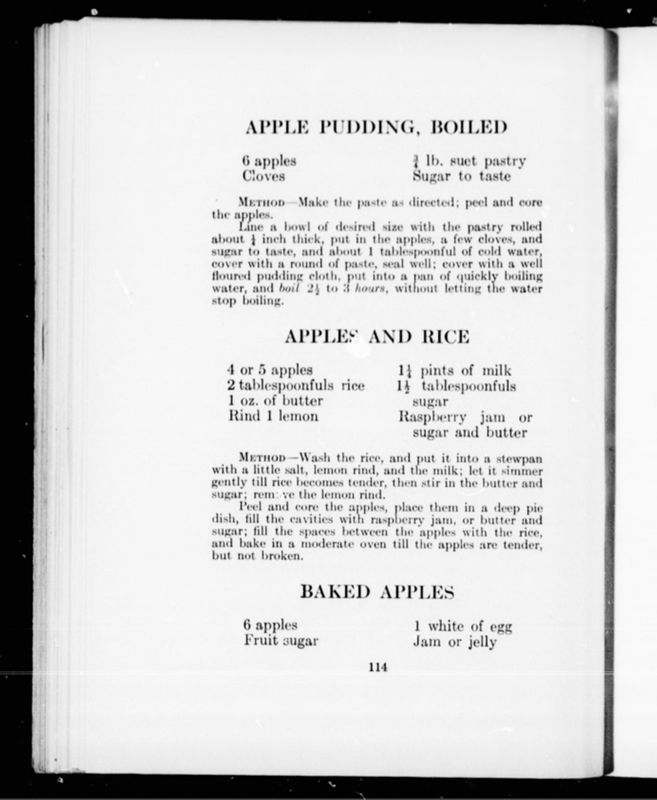 APPLE PUDDING, BOILED
6 apples ¾ lb. suet pastry
Cloves Sugar to taste
METHOD—Make the paste as directed; peel and core
the apples.
Line a bowl of desired size with the pastry rolled
about ¼ inch thick, put in the apples, a few cloves, and
sugar to taste, and about 1 tablespoonful of cold water,
cover with a round of paste, seal well; cover with a well
floured pudding cloth, put into a pan of quickly boiling
water, and boil 2½ to 3 hours, without letting the water
stop boiling.
APPLES AND RICE
4 or 5 apples 1¼ pints of milk
2 tablespoonfuls rice 1½ tablespoonfuls
1 oz. of butter sugar
Rind 1 lemon Raspberry jam or
sugar and butter
METHOD—Wash the rice, and put it into a stewpan
with a little salt, lemon rind, and the milk; let it simmer
gently till rice becomes tender, then stir in the butter and
sugar; remove the lemon rind.
Peel and core the apples, place them in a deep pie
dish, fill the cavities with raspberry jam, or butter and
sugar; fill the spaces between the apples with the rice,
and bake in a moderate oven till the apples are tender,
but not broken.
BAKED APPLES
6 apples 1 white of egg
Fruit sugar Jam or jelly
114